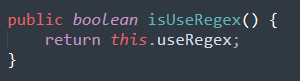 public boolean isUseRegex() {
    return this.useRegex;
}